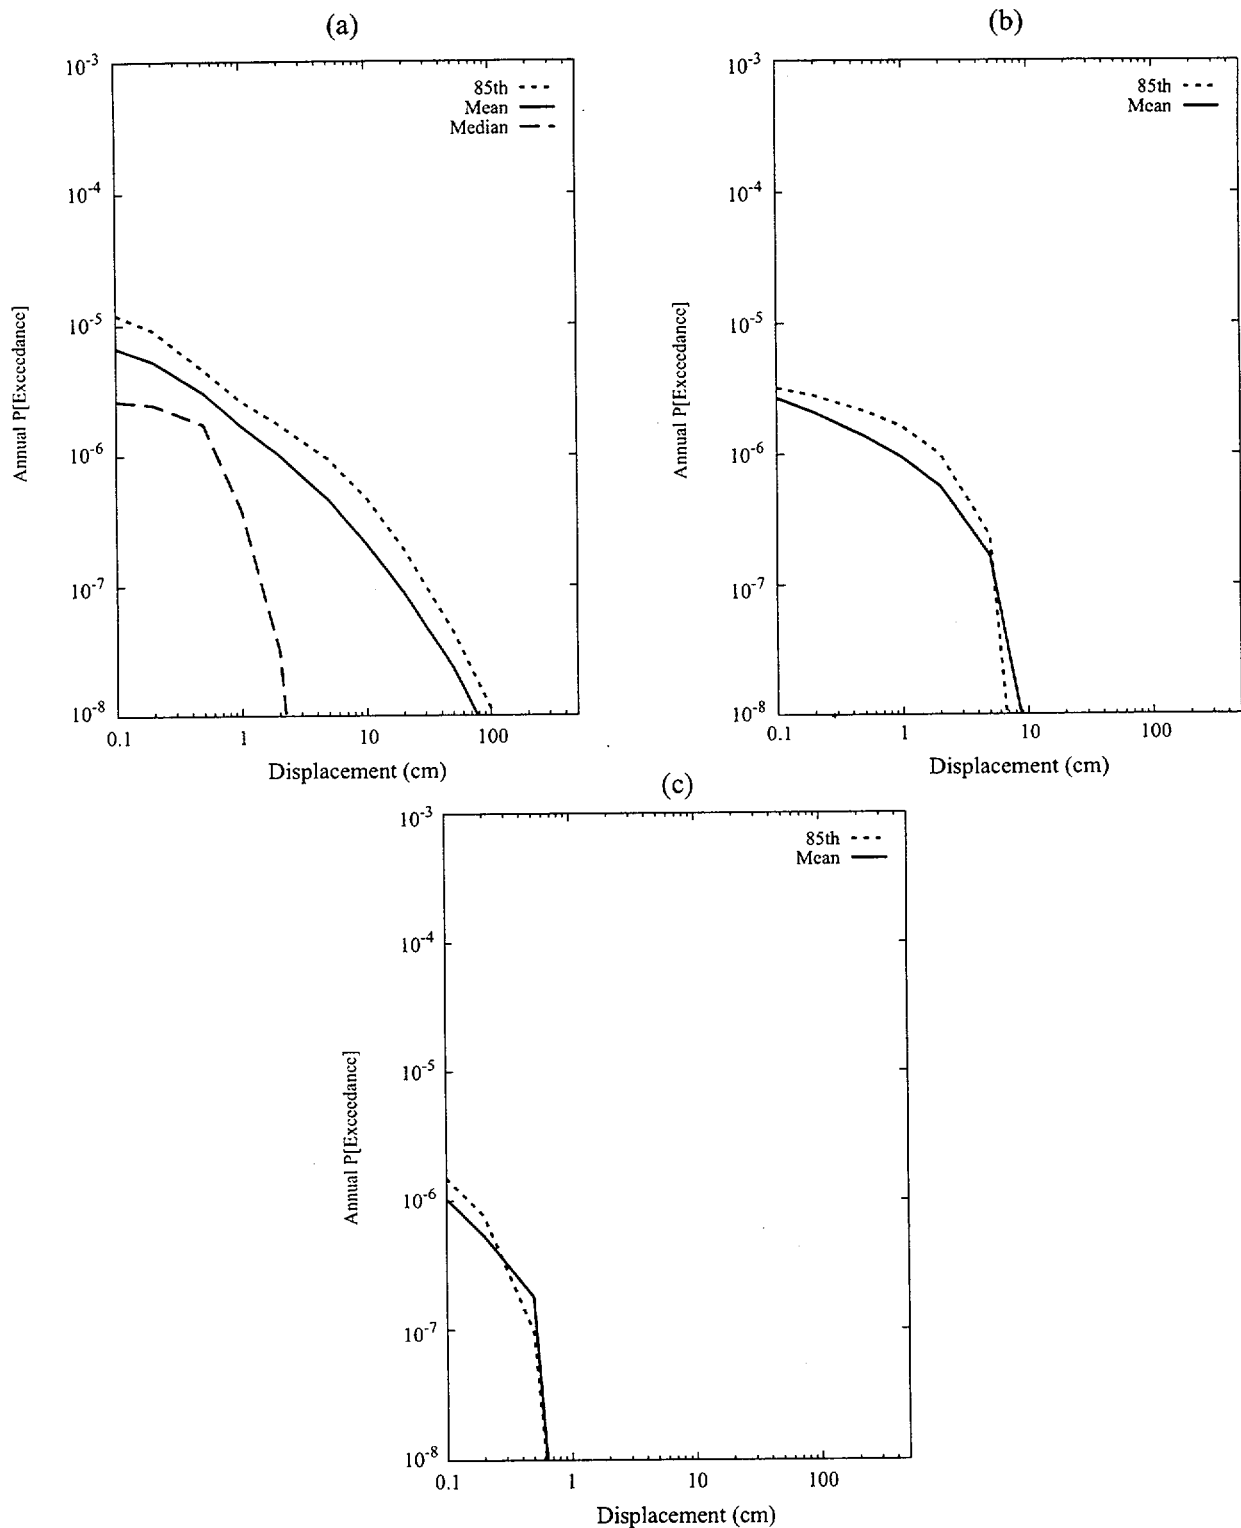 (a)
10-3
10-4
10-5
10-6
10-7
10-8
Annual P[Exceedance]
85th
Mean
Median
0.1 1 10 100
Displacement (cm)
(b)
10-3
10-4
10-5
10-6
10-7
10-8
Annual P[Exceedance]
85th
Mean
0.1 1 10 100
Displacement (cm)
(c)
10-3
10-4
10-5
10-6
10-7
10-8
Annual P[Exceedance]
85th
Mean
0.1 1 10 100
Displacement (cm)